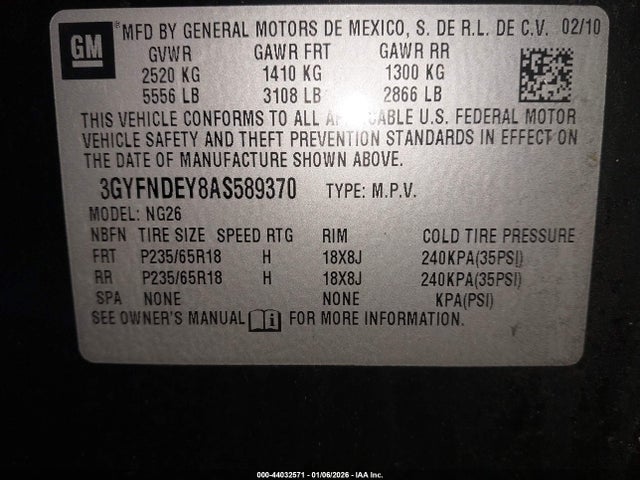 GM
MFD BY GENERAL MOTORS DE MEXICO, S. DE R.L. DE C.V. 02/10
GVWR GAWR FRT GAWR RR
2520 KG 1410 KG 1300 KG
5556 LB 3108 LB 2866 LB
THIS VEHICLE CONFORMS TO ALL APPLICABLE U.S. FEDERAL MOTOR
VEHICLE SAFETY AND THEFT PREVENTION STANDARDS IN EFFECT ON
THE DATE OF MANUFACTURE SHOWN ABOVE.
3GYFNDEY8AS589370 TYPE: M.P.V.
MODEL: NG26
NBFN TIRE SIZE SPEED RTG RIM COLD TIRE PRESSURE
FRT P235/65R18 H 18X8J 240KPA(35PSI)
RR P235/65R18 H 18X8J 240KPA(35PSI)
SPA NONE NONE KPA(PSI)
SEE OWNER'S MANUAL FOR MORE INFORMATION.
000-44032571 - 01/06/2026 - IAA Inc.